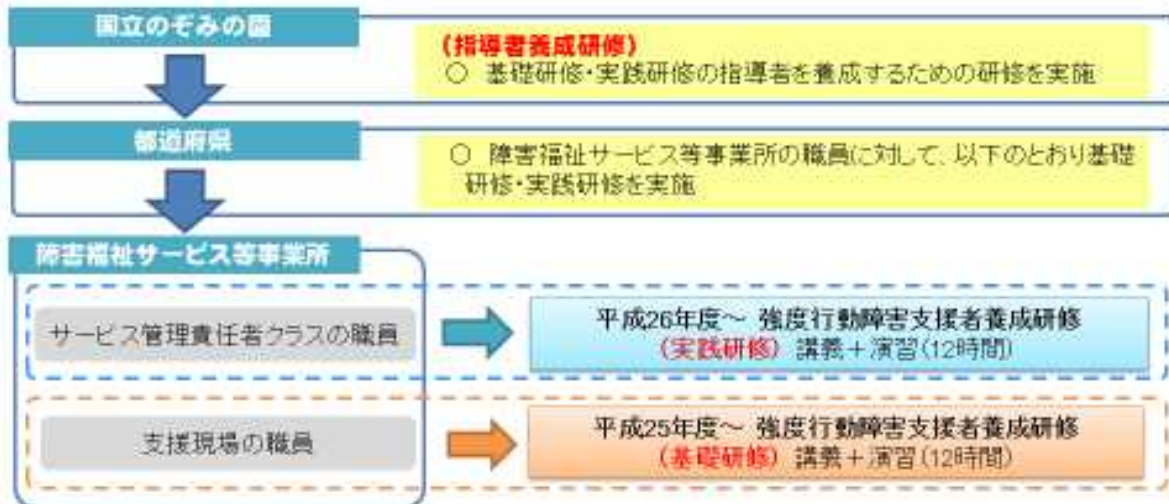 国立のぞみの園
(指導者養成研修)
○ 基礎研修・実践研修の指導者を養成するための研修を実施
都道府県
○ 障害福祉サービス等事業所の職員に対して、以下のとおり基礎
研修・実践研修を実施
障害福祉サービス等事業所
サービス管理責任者クラスの職員
平成26年度～ 強度行動障害支援者養成研修
(実践研修) 講義＋演習(12時間)
支援現場の職員
平成25年度～ 強度行動障害支援者養成研修
(基礎研修) 講義＋演習(12時間)